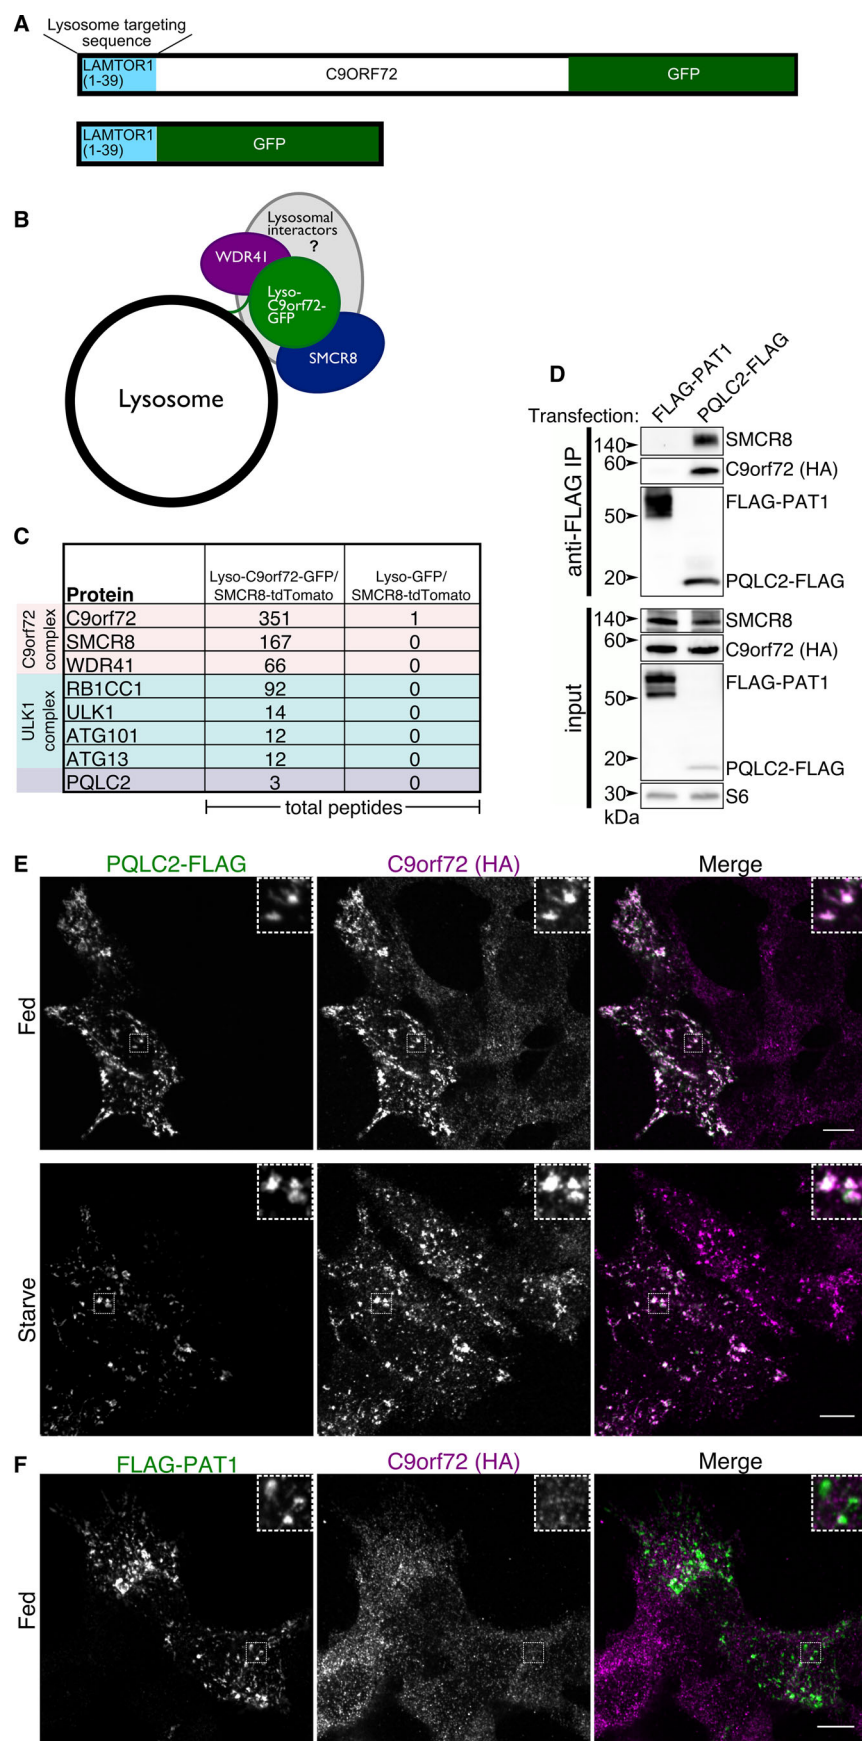 A
Lysosome targeting
sequence
LAMTOR1
(1-39)
C9ORF72
GFP
LAMTOR1
(1-39)
GFP
B
Lysosomal
interactors
?
WDR41
Lyso-
C9orf72-
GFP
SMCR8
Lysosome
C
Protein
Lyso-C9orf72-GFP/
SMCR8-tdTomato
Lyso-GFP/
SMCR8-tdTomato
C9orf72
complex
C9orf72 351 1
SMCR8 167 0
WDR41 66 0
ULK1
complex
RB1CC1 92 0
ULK1 14 0
ATG101 12 0
ATG13 12 0
PQLC2 3 0
total peptides
D
Transfection:
FLAG-PAT1
PQLC2-FLAG
anti-FLAG IP
140 SMCR8
60 C9orf72 (HA)
FLAG-PAT1
50
20 PQLC2-FLAG
input
140 SMCR8
60 C9orf72 (HA)
FLAG-PAT1
50
20 PQLC2-FLAG
30 S6
kDa
E
PQLC2-FLAG
C9orf72 (HA)
Merge
Fed
Starve
F
FLAG-PAT1
C9orf72 (HA)
Merge
Fed